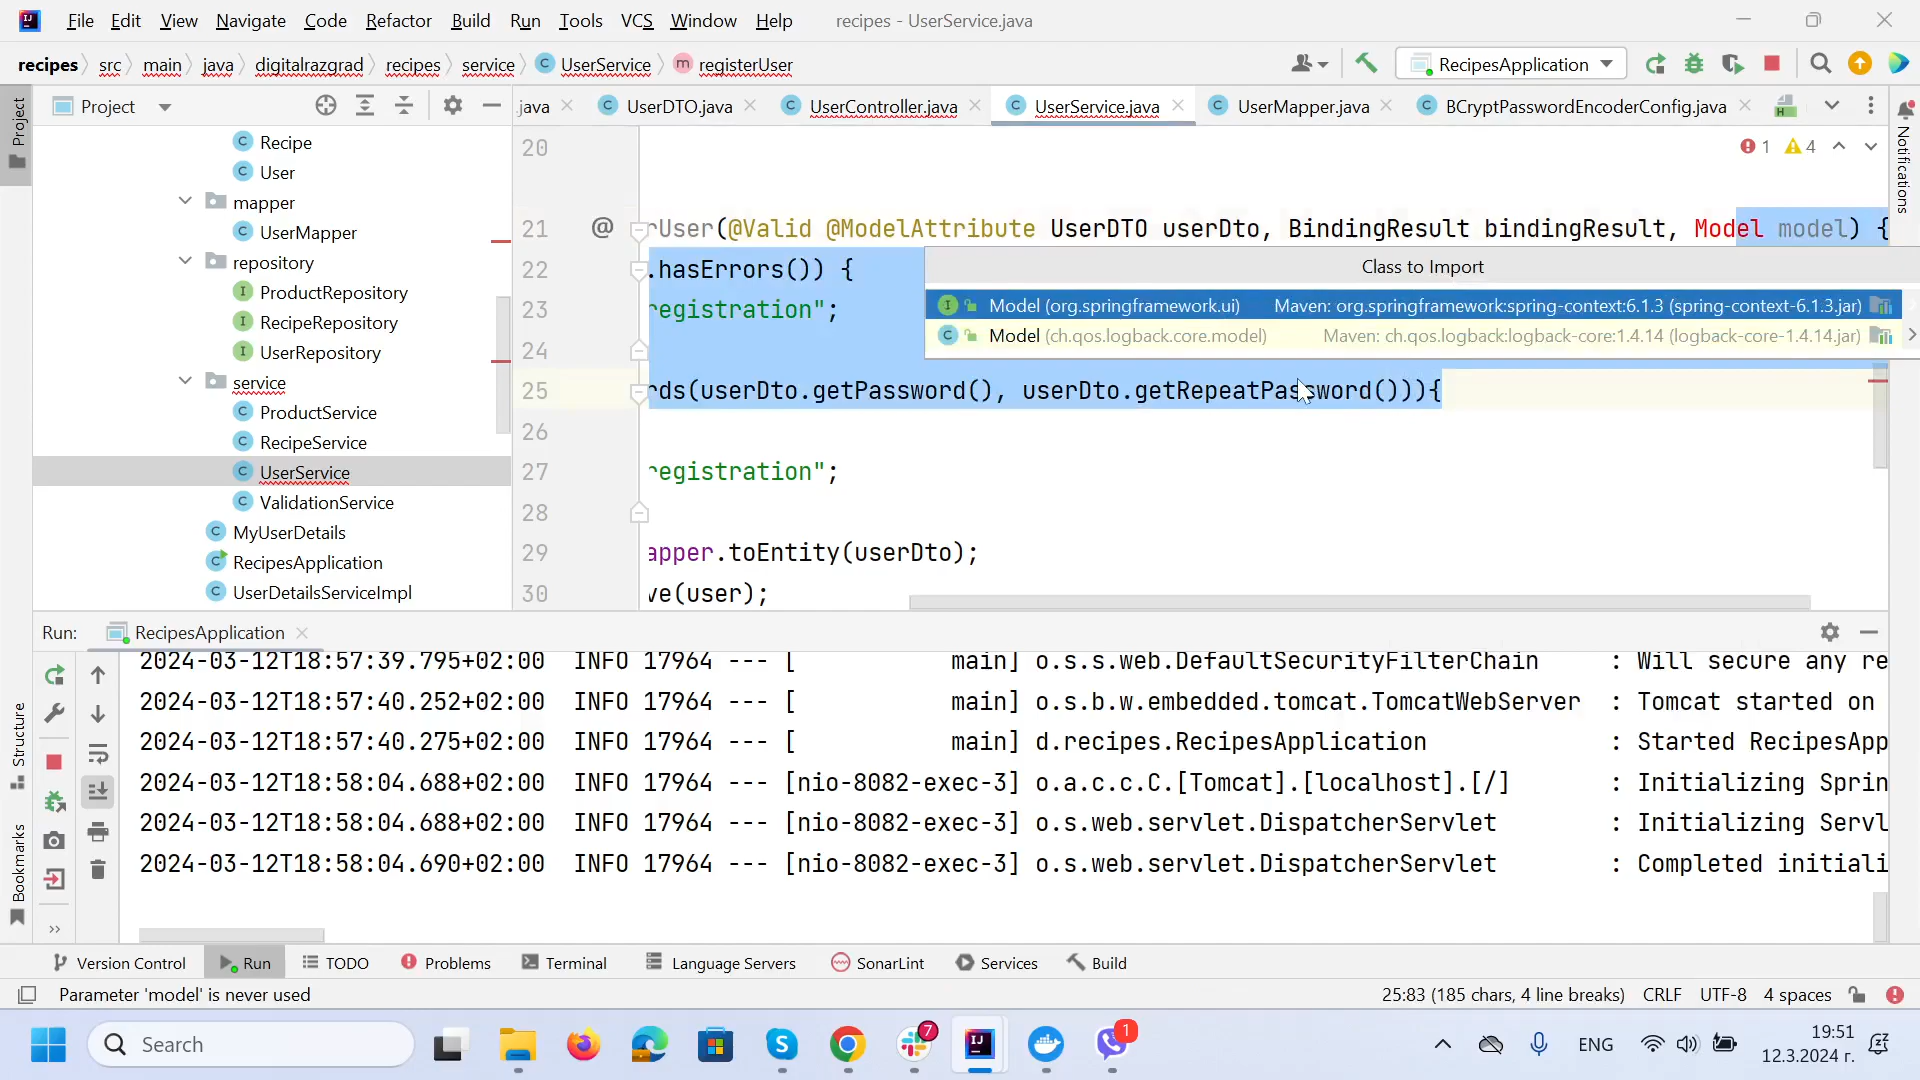 File Edit View Navigate Code Refactor Build Run Tools VCS Window Help recipes - UserService.java
recipes src main java digitalrazgrad recipes service UserService registerUser RecipesApplication
Project
.java UserDTO.java UserController.java UserService.java UserMapper.java BCryptPasswordEncoderConfig.java
Project
Notifications
Recipe
User
mapper
UserMapper
repository
ProductRepository
RecipeRepository
UserRepository
service
ProductService
RecipeService
UserService
ValidationService
MyUserDetails
RecipesApplication
UserDetailsServiceImpl
20
1 4
21 @ rUser(@Valid @ModelAttribute UserDTO userDto, BindingResult bindingResult, Model model) {
22 .hasErrors()) {
23 registration";
24
25 rds(userDto.getPassword(), userDto.getRepeatPassword())){
26
27 registration";
28
29 apper.toEntity(userDto);
30 ve(user);
Class to Import
Model (org.springframework.ui) Maven: org.springframework:spring-context:6.1.3 (spring-context-6.1.3.jar)
Model (ch.qos.logback.core.model) Maven: ch.qos.logback:logback-core:1.4.14 (logback-core-1.4.14.jar)
Run: RecipesApplication
2024-03-12T18:57:39.795+02:00 INFO 17964 --- [ main] o.s.s.web.DefaultSecurityFilterChain : Will secure any re
2024-03-12T18:57:40.252+02:00 INFO 17964 --- [ main] o.s.b.w.embedded.tomcat.TomcatWebServer : Tomcat started on
2024-03-12T18:57:40.275+02:00 INFO 17964 --- [ main] d.recipes.RecipesApplication : Started RecipesApp
2024-03-12T18:58:04.688+02:00 INFO 17964 --- [nio-8082-exec-3] o.a.c.c.C.[Tomcat].[localhost].[/] : Initializing Sprin
2024-03-12T18:58:04.688+02:00 INFO 17964 --- [nio-8082-exec-3] o.s.web.servlet.DispatcherServlet : Initializing Servl
2024-03-12T18:58:04.690+02:00 INFO 17964 --- [nio-8082-exec-3] o.s.web.servlet.DispatcherServlet : Completed initiali
Structure
Bookmarks
Version Control Run TODO Problems Terminal Language Servers SonarLint Services Build
Parameter 'model' is never used 25:83 (185 chars, 4 line breaks) CRLF UTF-8 4 spaces
Search 7 1 ENG 19:51
12.3.2024 г.